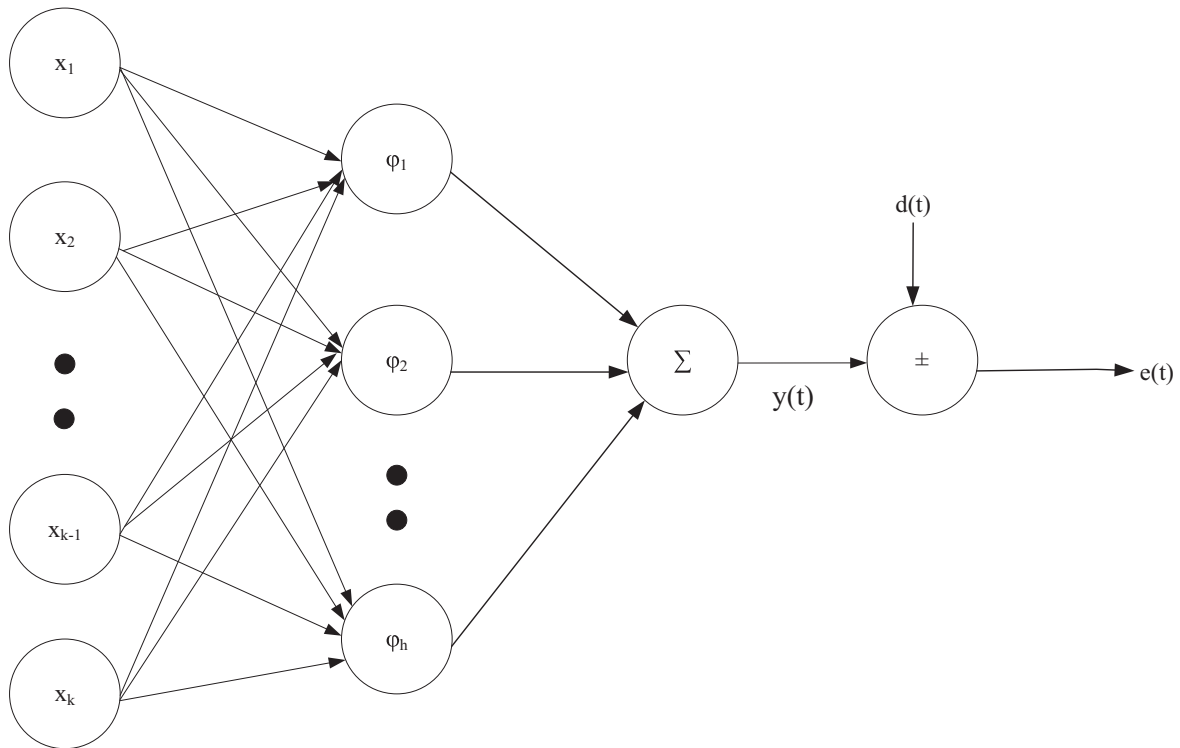 x₁
x₂
xₖ₋₁
xₖ
φ₁
φ₂
φₕ
∑
y(t)
d(t)
±
e(t)